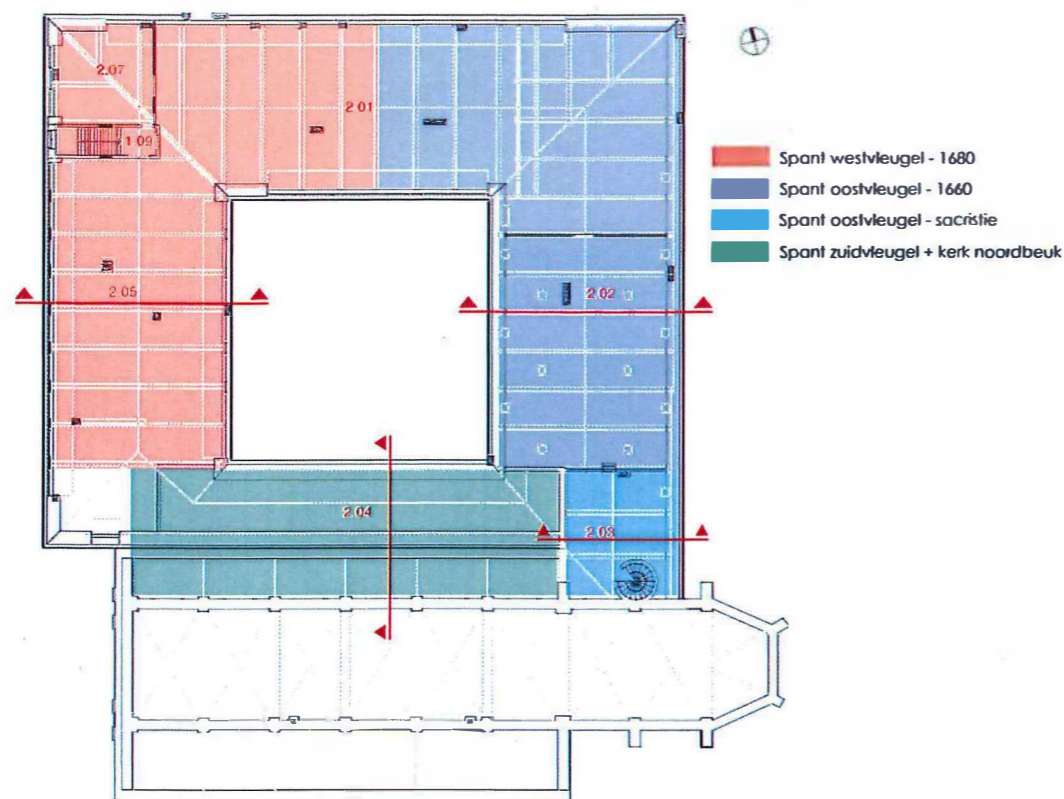 2.07
2 01
1 09
Spant westvleugel - 1680
Spant oostvleugel - 1660
Spant oostvleugel - sacristie
Spant zuidvleugel + kerk noordbeuk
2 05
2.02
2 04
2 03